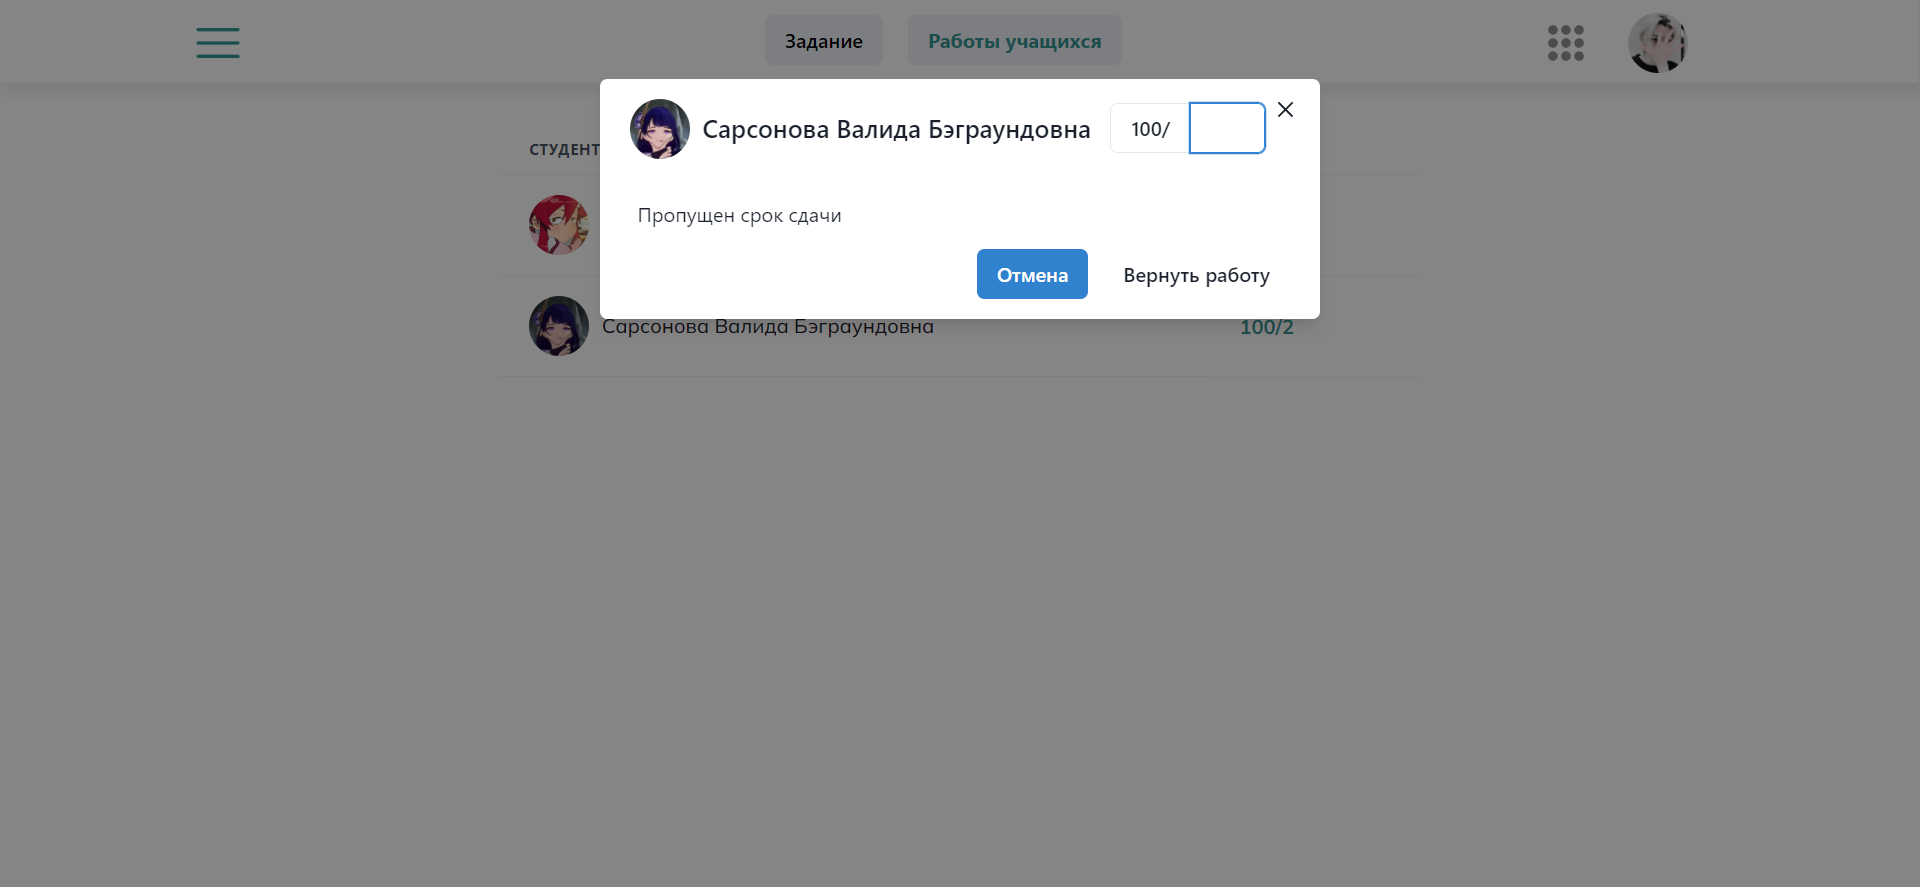 Задание
Работы учащихся
Сарсонова Валида Бэграундовна
100/
СТУДЕНТ
Пропущен срок сдачи
Отмена
Вернуть работу
Сарсонова Валида Бэграундовна
100/2